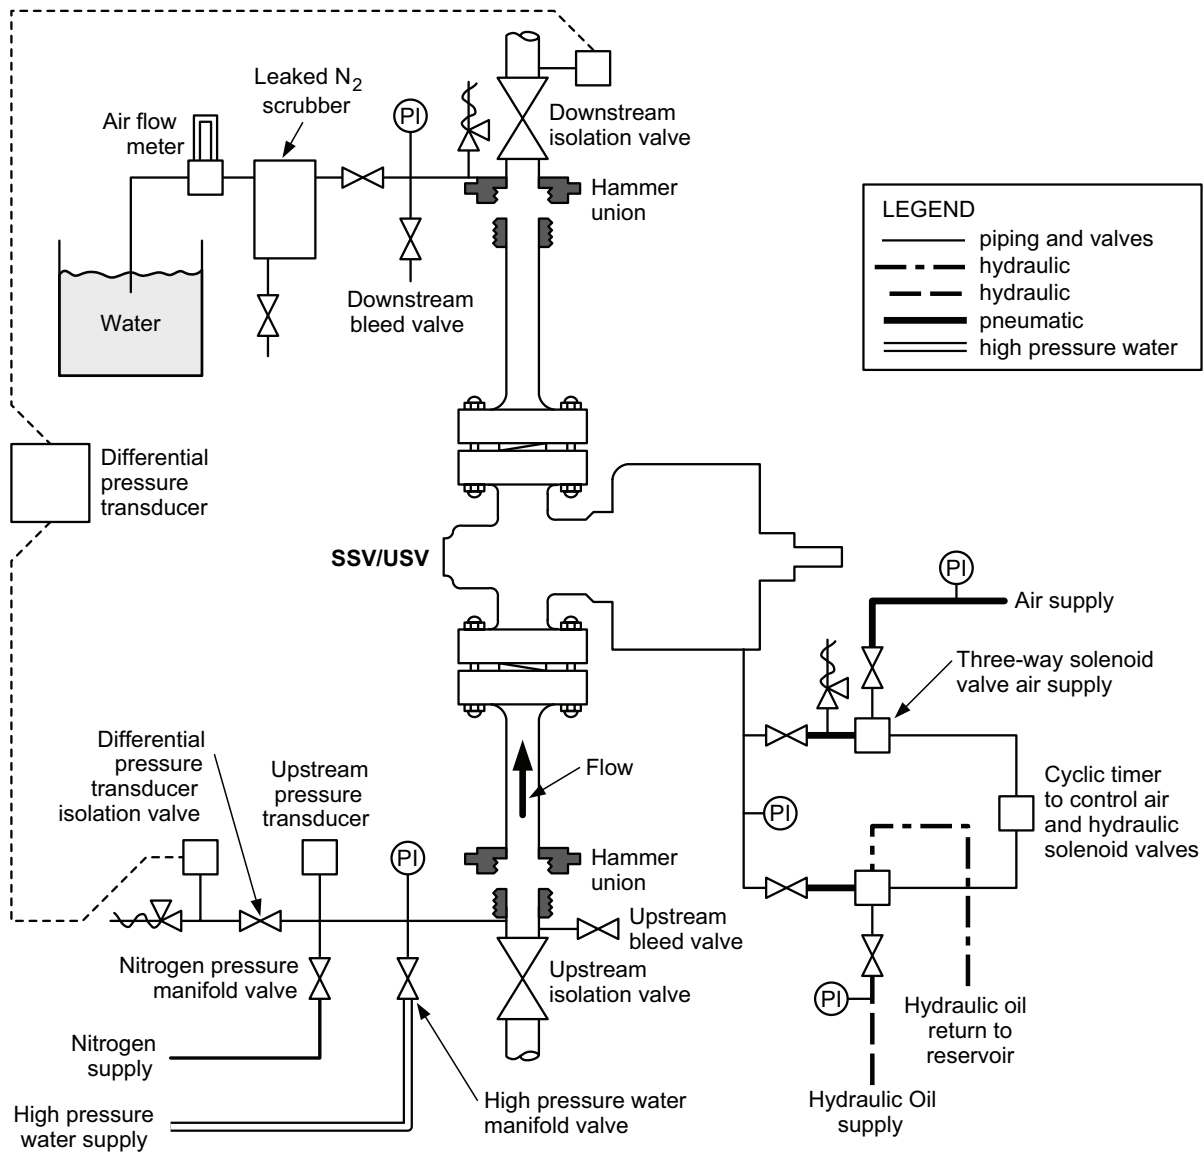 Leaked N2
scrubber
Air flow
meter
PI
Downstream
isolation valve
Hammer
union
Water
Downstream
bleed valve
LEGEND
piping and valves
hydraulic
hydraulic
pneumatic
high pressure water
Differential
pressure
transducer
SSV/USV
PI
Air supply
Three-way solenoid
valve air supply
Differential
pressure
transducer
isolation valve
Upstream
pressure
transducer
Flow
PI
Cyclic timer
to control air
and hydraulic
solenoid valves
PI
Hammer
union
Upstream
bleed valve
Nitrogen pressure
manifold valve
Upstream
isolation valve
PI
Hydraulic oil
return to
reservoir
Nitrogen
supply
High pressure
water supply
High pressure water
manifold valve
Hydraulic Oil
supply